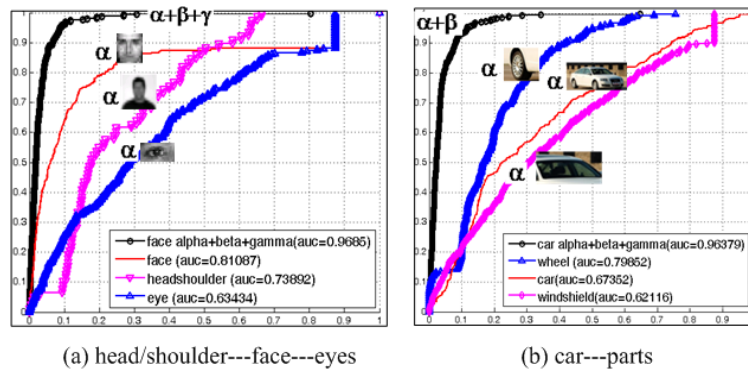 α+β+γ
α
α
α
1
0.9
0.8
0.7
0.6
0.5
0.4
0.3
0.2
0.1
0
0 0.1 0.2 0.3 0.4 0.5 0.6 0.7 0.8 0.9 1
face alpha+beta+gamma(auc=0.9685)
face (auc=0.81087)
headshoulder (auc=0.73892)
eye (auc=0.63434)
(a) head/shoulder---face---eyes
α+β
α
α
α
1
0.9
0.8
0.7
0.6
0.5
0.4
0.3
0.2
0.1
0
0 0.1 0.2 0.3 0.4 0.5 0.6 0.7 0.8 0.9
car alpha+beta+gamma(auc=0.96379)
wheel (auc=0.79852)
car(auc=0.67352)
windshield(auc=0.62116)
(b) car---parts